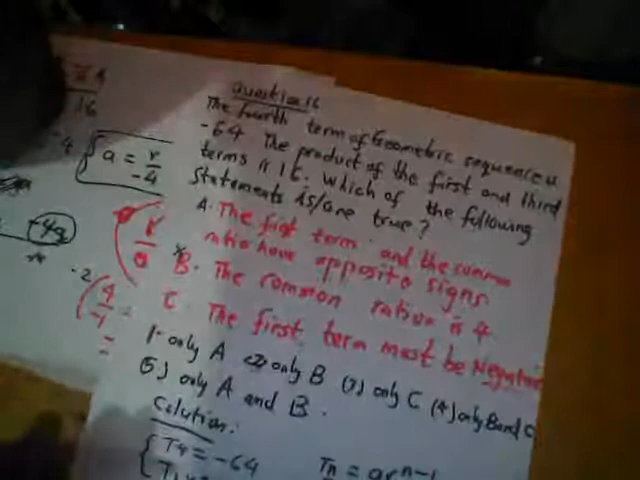 16
a = r/-4
-4a
Question 16
The fourth term of Geometric sequence is
-64. The product of the first and third
terms is 16. Which of the following
statements is/are true?
A. The first term and the common
ratio have opposite signs
B. The common ration is 4
C. The first term must be Negative
1- only A (2) only B (3) only C (4) only B and C
(5) only A and B.
Solution:
T4 = -64
Tn = ar^n-1